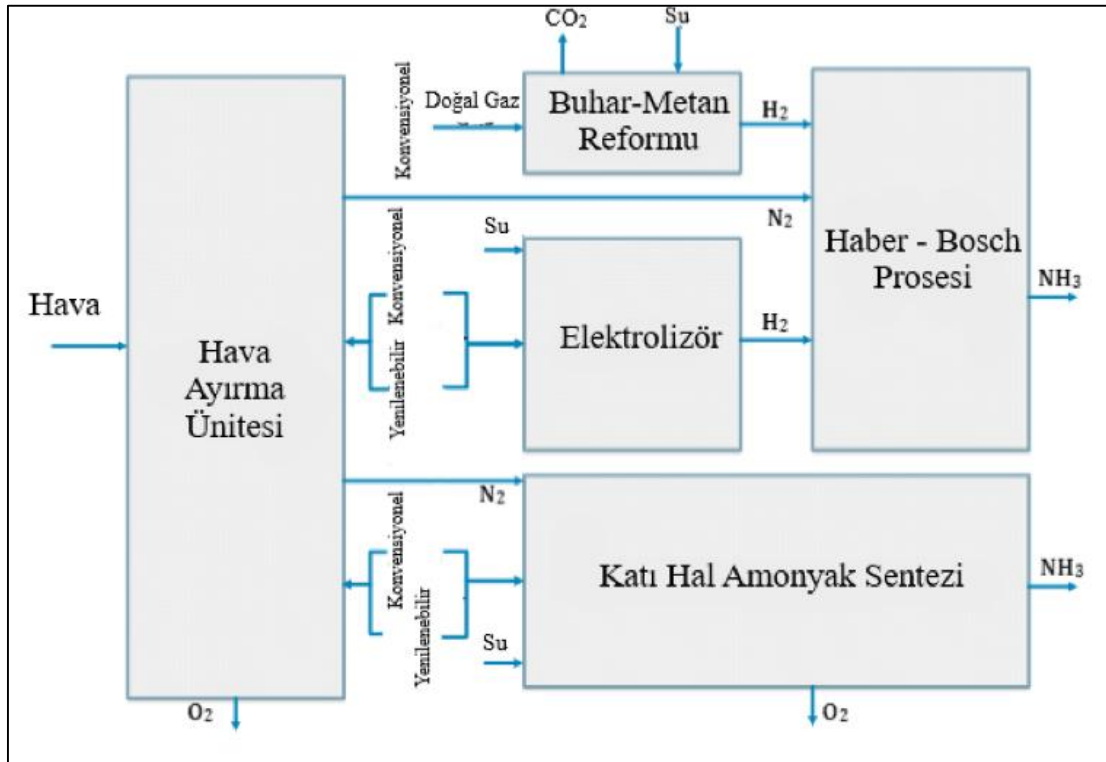 CO₂
Su
Konvensiyonel
Doğal Gaz
Buhar-Metan
Reformu
H₂
N₂
Haber - Bosch
Prosesi
NH₃
Hava
Hava
Ayırma
Ünitesi
Su
Konvensiyonel
Yenilenebilir
Elektrolizör
H₂
N₂
Konvensiyonel
Yenilenebilir
Su
Katı Hal Amonyak Sentezi
NH₃
O₂
O₂